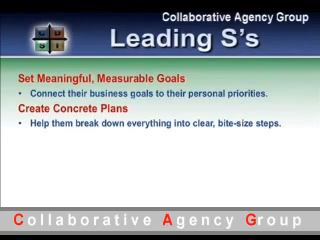 Collaborative Agency Group
Leading S's
Set Meaningful, Measurable Goals
• Connect their business goals to their personal priorities.
Create Concrete Plans
• Help them break down everything into clear, bite-size steps.
Collaborative Agency Group